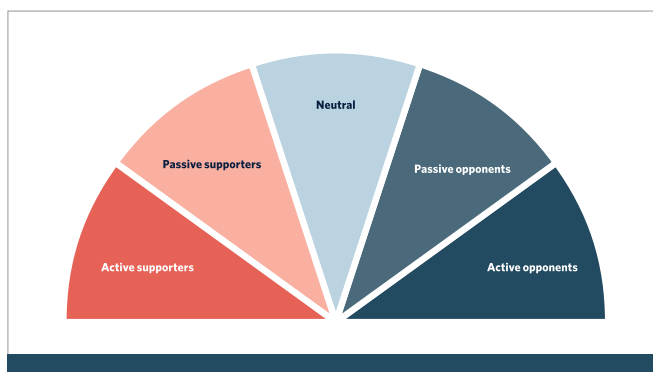 Neutral
Passive supporters
Passive opponents
Active supporters
Active opponents